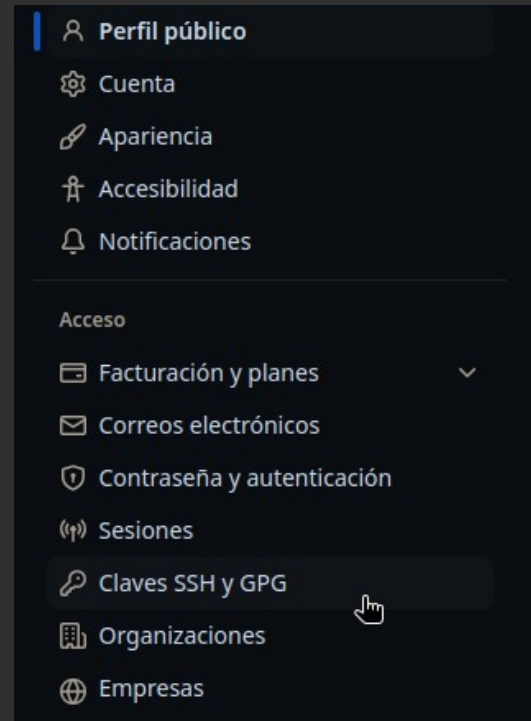 Perfil público
Cuenta
Apariencia
Accesibilidad
Notificaciones
Acceso
Facturación y planes
Correos electrónicos
Contraseña y autenticación
Sesiones
Claves SSH y GPG
Organizaciones
Empresas